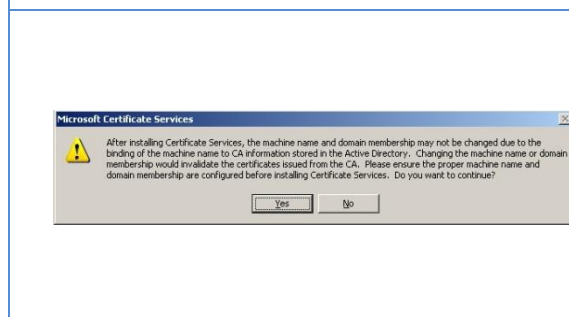 Microsoft Certificate Services
After installing Certificate Services, the machine name and domain membership may not be changed due to the
binding of the machine name to CA information stored in the Active Directory. Changing the machine name or domain
membership would invalidate the certificates issued from the CA. Please ensure the proper machine name and
domain membership are configured before installing Certificate Services. Do you want to continue?
Yes
No